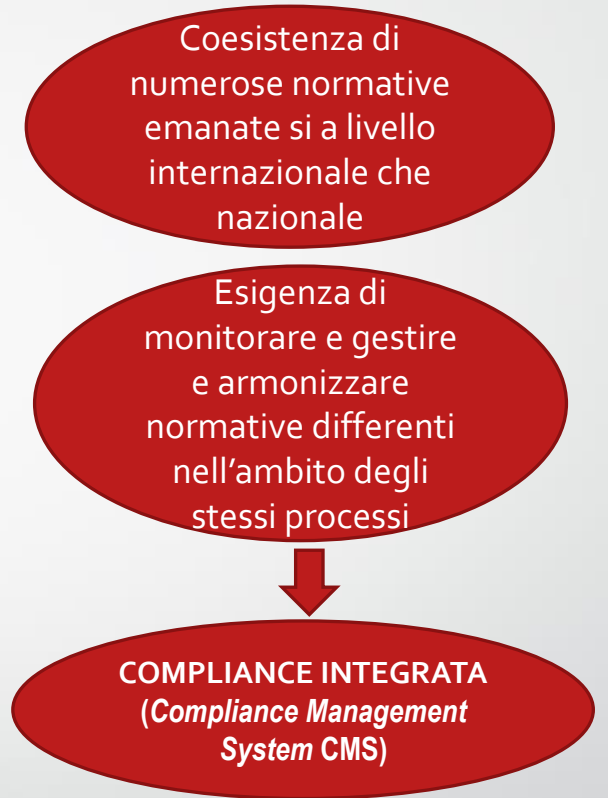 Coesistenza di
numerose normative
emanate si a livello
internazionale che
nazionale
Esigenza di
monitorare e gestire
e armonizzare
normative differenti
nell'ambito degli
stessi processi
COMPLIANCE INTEGRATA
(Compliance Management
System CMS)